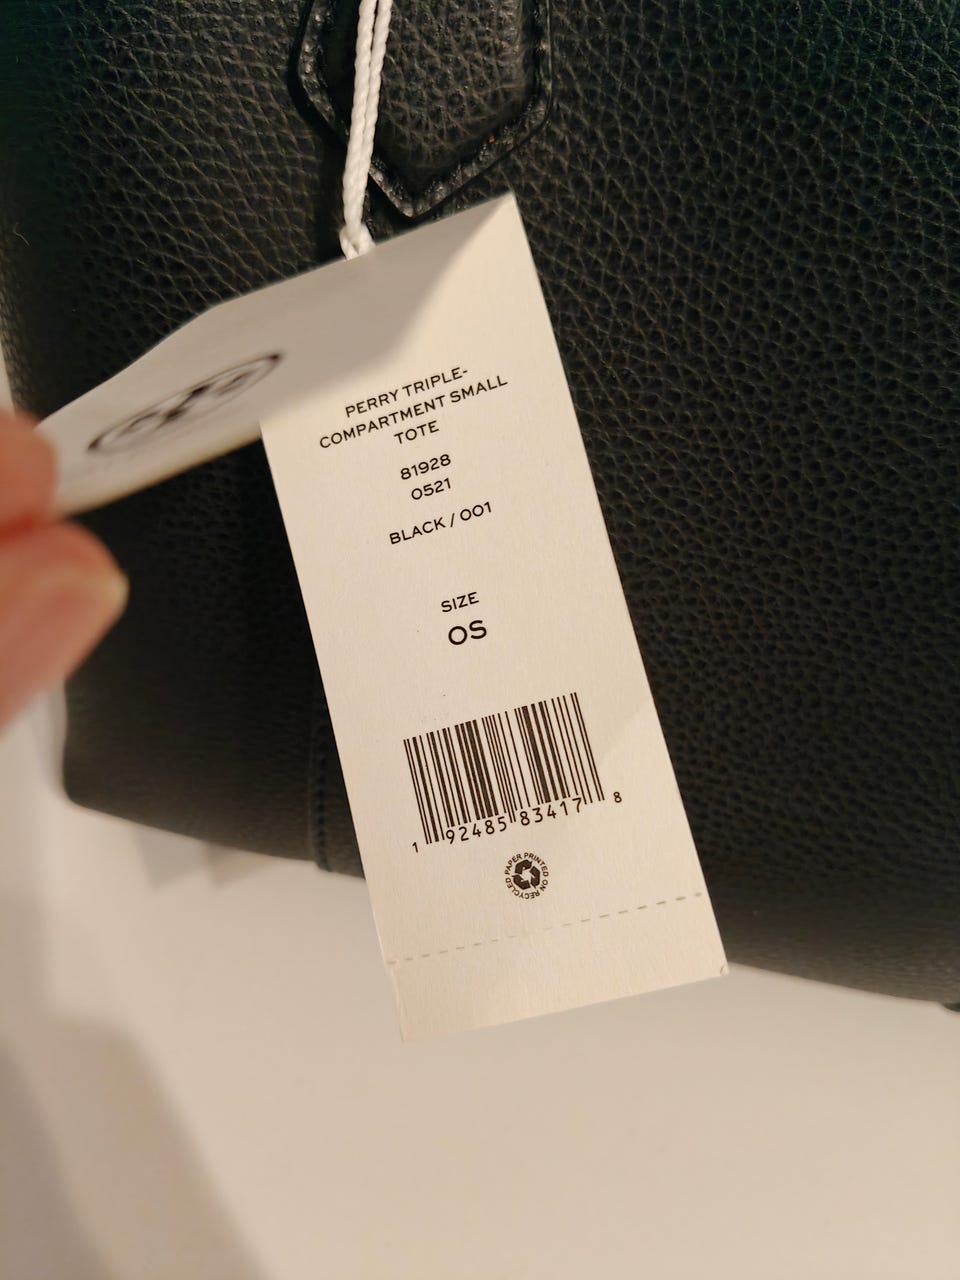 PERRY TRIPLE-
COMPARTMENT SMALL
TOTE
81928
0521
BLACK / 001
SIZE
OS
1 92485 83417 8
PAPER PRINTED ON RECYCLED